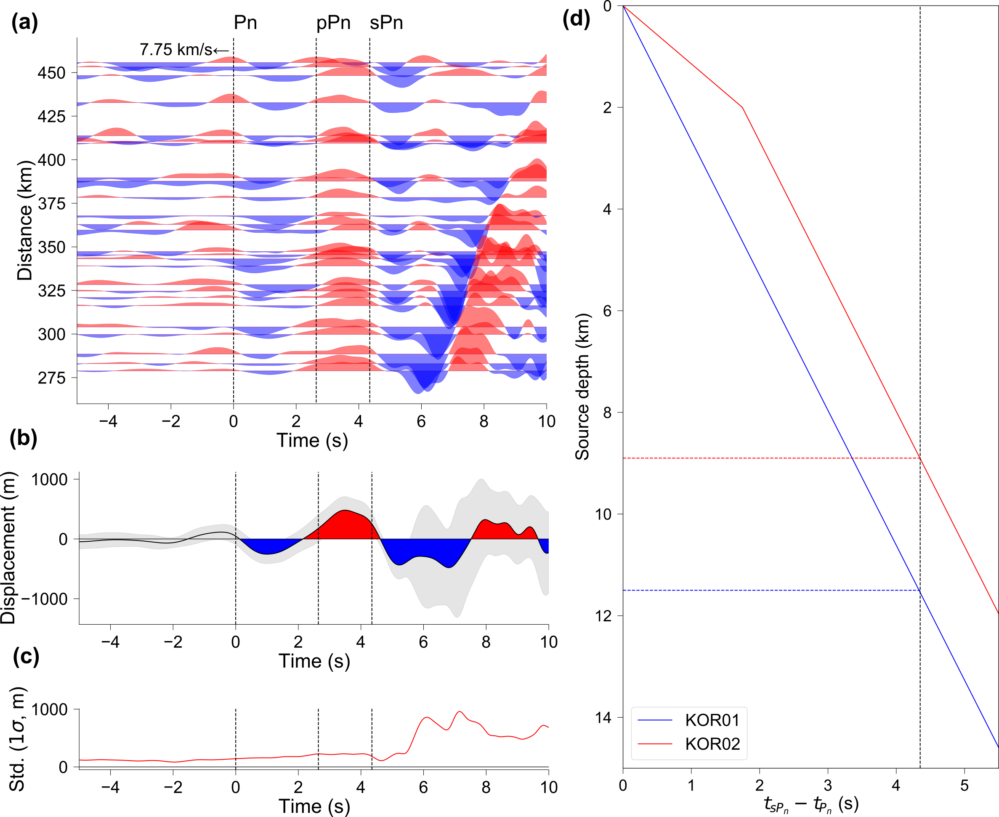 (a)
Pn pPn sPn
7.75 km/s←
450
425
400
375
350
325
300
275
Distance (km)
−4 −2 0 2 4 6 8 10
Time (s)
(b)
1000
0
−1000
Displacement (m)
−4 −2 0 2 4 6 8 10
Time (s)
(c)
1000
0
Std. (1σ, m)
−4 −2 0 2 4 6 8 10
Time (s)
(d)
0
2
4
6
8
10
12
14
Source depth (km)
KOR01
KOR02
0 1 2 3 4 5
tsPn − tPn (s)